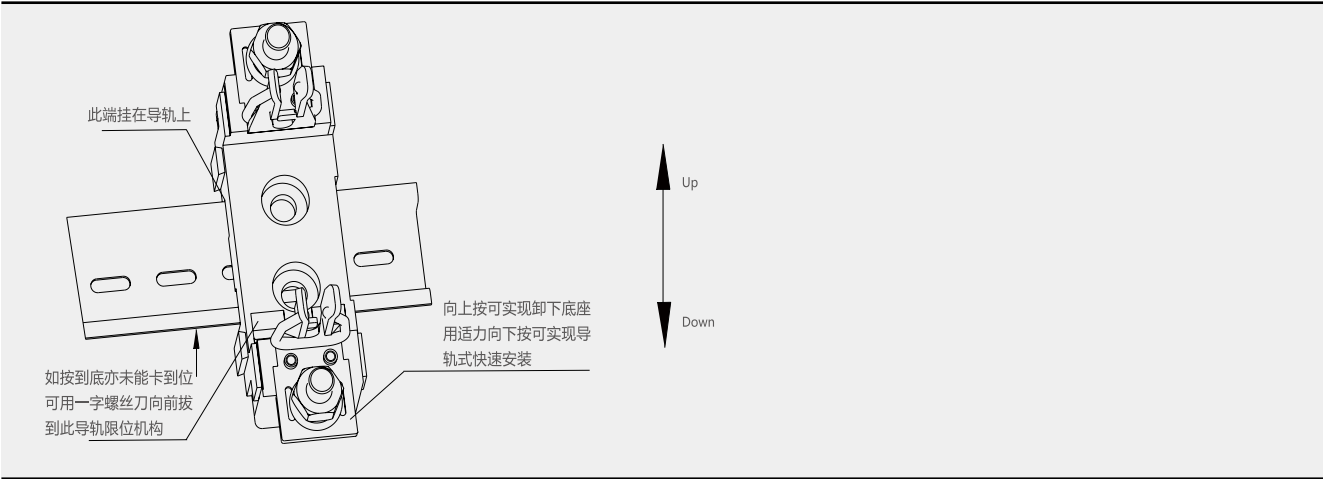 此端挂在导轨上
Up
向上按可实现卸下底座
用适力向下按可实现导
轨式快速安装
Down
如按到底亦未能卡到位
可用一字螺丝刀向前拔
到此导轨限位机构